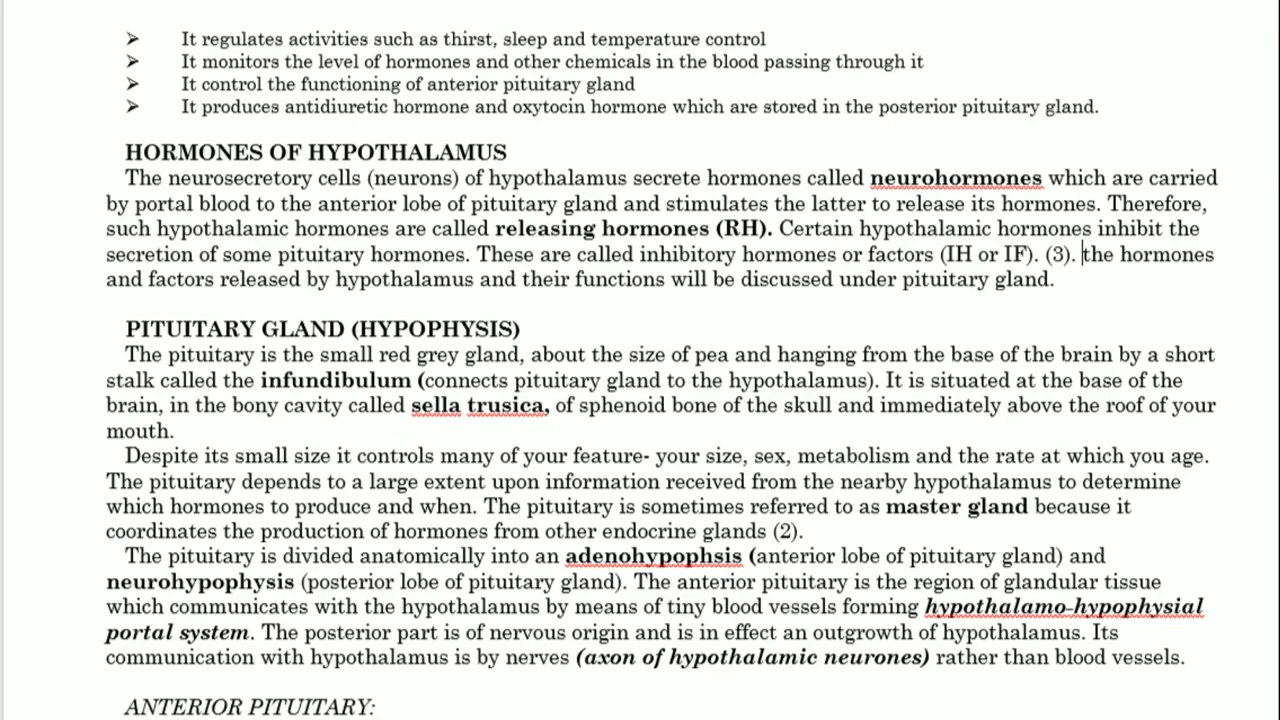 ➤ It regulates activities such as thirst, sleep and temperature control
➤ It monitors the level of hormones and other chemicals in the blood passing through it
➤ It control the functioning of anterior pituitary gland
➤ It produces antidiuretic hormone and oxytocin hormone which are stored in the posterior pituitary gland.
HORMONES OF HYPOTHALAMUS
The neurosecretory cells (neurons) of hypothalamus secrete hormones called neurohormones which are carried
by portal blood to the anterior lobe of pituitary gland and stimulates the latter to release its hormones. Therefore,
such hypothalamic hormones are called releasing hormones (RH). Certain hypothalamic hormones inhibit the
secretion of some pituitary hormones. These are called inhibitory hormones or factors (IH or IF). (3). the hormones
and factors released by hypothalamus and their functions will be discussed under pituitary gland.
PITUITARY GLAND (HYPOPHYSIS)
The pituitary is the small red grey gland, about the size of pea and hanging from the base of the brain by a short
stalk called the infundibulum (connects pituitary gland to the hypothalamus). It is situated at the base of the
brain, in the bony cavity called sella trusica, of sphenoid bone of the skull and immediately above the roof of your
mouth.
Despite its small size it controls many of your feature- your size, sex, metabolism and the rate at which you age.
The pituitary depends to a large extent upon information received from the nearby hypothalamus to determine
which hormones to produce and when. The pituitary is sometimes referred to as master gland because it
coordinates the production of hormones from other endocrine glands (2).
The pituitary is divided anatomically into an adenohypophsis (anterior lobe of pituitary gland) and
neurohypophysis (posterior lobe of pituitary gland). The anterior pituitary is the region of glandular tissue
which communicates with the hypothalamus by means of tiny blood vessels forming hypothalamo-hypophysial
portal system. The posterior part is of nervous origin and is in effect an outgrowth of hypothalamus. Its
communication with hypothalamus is by nerves (axon of hypothalamic neurones) rather than blood vessels.
ANTERIOR PITUITARY: